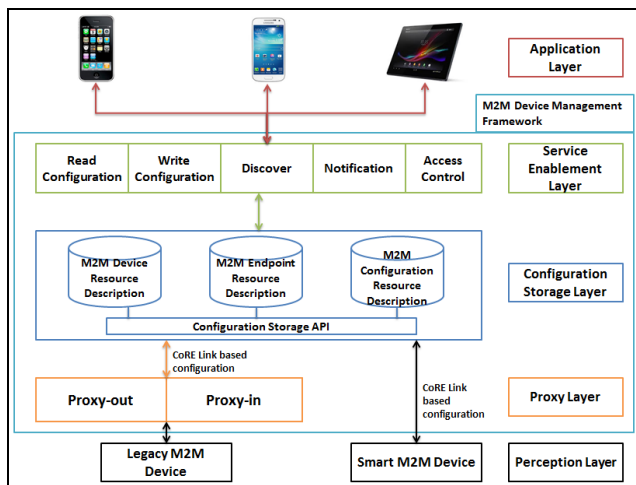 Application
Layer
M2M Device Management
Framework
Read
Configuration
Write
Configuration
Discover
Notification
Access
Control
Service
Enablement
Layer
M2M Device
Resource
Description
M2M Endpoint
Resource
Description
M2M
Configuration
Resource
Description
Configuration
Storage Layer
Configuration Storage API
CoRE Link based
configuration
CoRE Link
based
configuration
Proxy-out
Proxy-in
Proxy Layer
Legacy M2M
Device
Smart M2M Device
Perception Layer